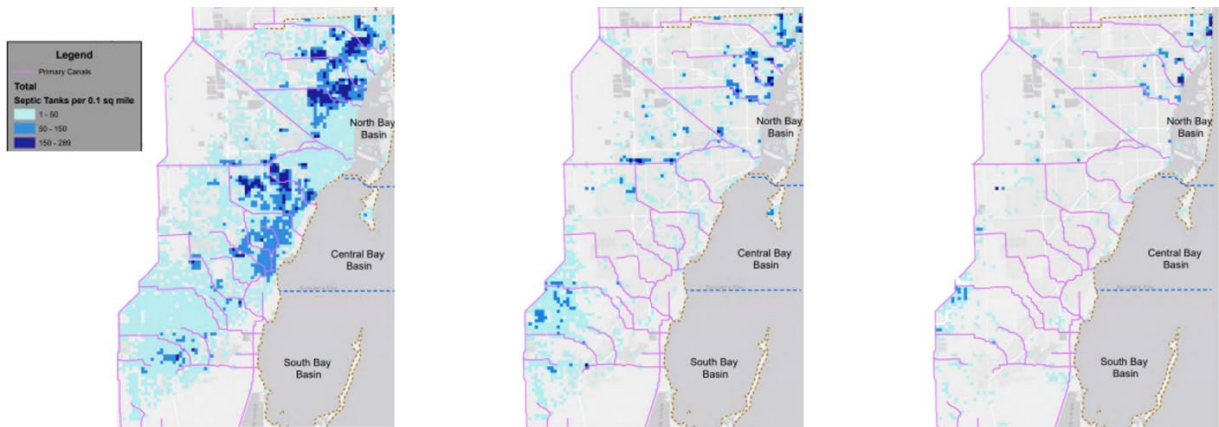 Legend
Primary Canals
Total
Septic Tanks per 0.1 sq mile
1 - 50
50 - 150
150 - 289
North Bay
Basin
Central Bay
Basin
South Bay
Basin
North Bay
Basin
Central Bay
Basin
South Bay
Basin
North Bay
Basin
Central Bay
Basin
South Bay
Basin